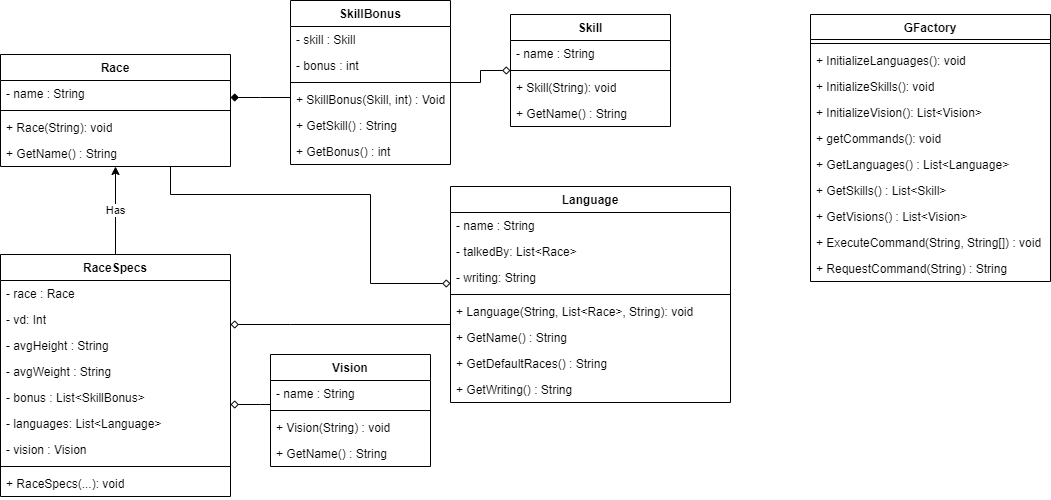 SkillBonus
- skill : Skill
- bonus : int
+ SkillBonus(Skill, int) : Void
+ GetSkill() : String
+ GetBonus() : int
Skill
- name : String
+ Skill(String): void
+ GetName() : String
GFactory
+ InitializeLanguages(): void
+ InitializeSkills(): void
+ InitializeVision(): List<Vision>
+ getCommands(): void
+ GetLanguages() : List<Language>
+ GetSkills() : List<Skill>
+ GetVisions() : List<Vision>
+ ExecuteCommand(String, String[]) : void
+ RequestCommand(String) : String
Race
- name : String
+ Race(String): void
+ GetName() : String
Has
Language
- name : String
- talkedBy: List<Race>
- writing: String
+ Language(String, List<Race>, String): void
+ GetName() : String
+ GetDefaultRaces() : String
+ GetWriting() : String
RaceSpecs
- race : Race
- vd: Int
- avgHeight : String
- avgWeight : String
- bonus : List<SkillBonus>
- languages: List<Language>
- vision : Vision
+ RaceSpecs(...): void
Vision
- name : String
+ Vision(String) : void
+ GetName() : String